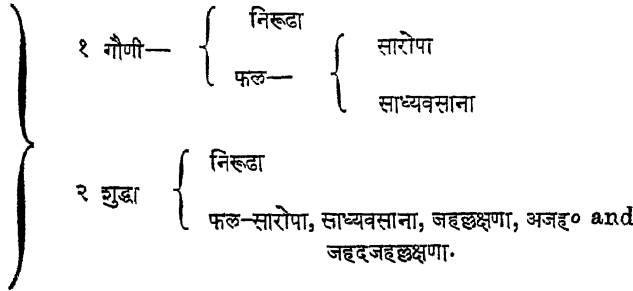 निरूढा
१ गौणी—
सारोपा
फल—
साध्यवसाना
निरूढा
२ शुद्धा
फल–सारोपा, साध्यवसाना, जहल्लक्षणा, अजह० and
जहदजहल्लक्षणा.